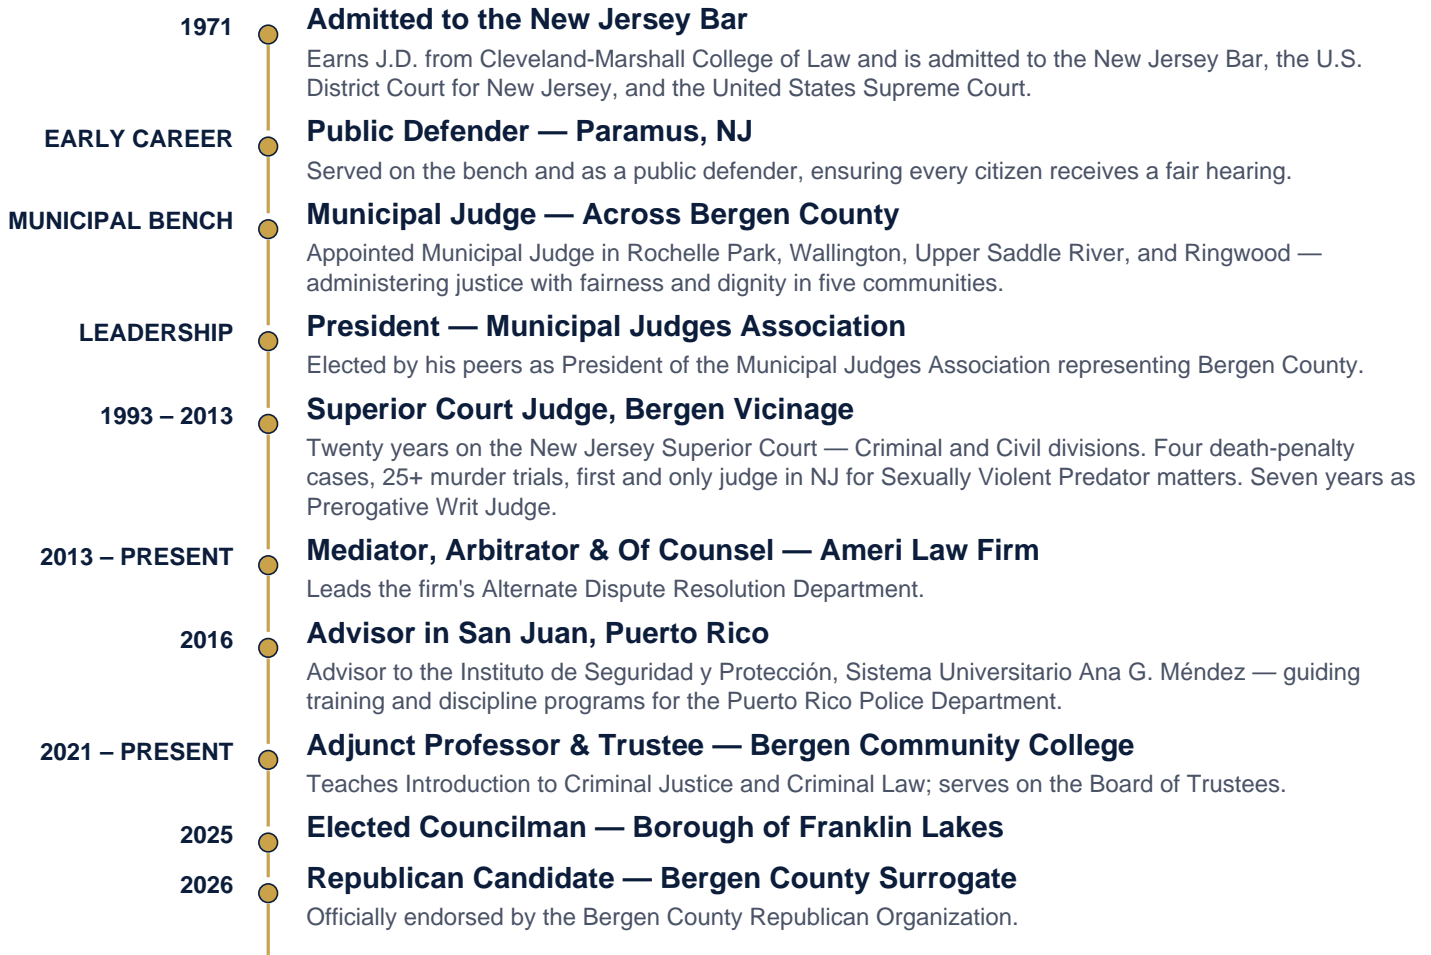 1971
Admitted to the New Jersey Bar
Earns J.D. from Cleveland-Marshall College of Law and is admitted to the New Jersey Bar, the U.S.
District Court for New Jersey, and the United States Supreme Court.
EARLY CAREER
Public Defender — Paramus, NJ
Served on the bench and as a public defender, ensuring every citizen receives a fair hearing.
MUNICIPAL BENCH
Municipal Judge — Across Bergen County
Appointed Municipal Judge in Rochelle Park, Wallington, Upper Saddle River, and Ringwood —
administering justice with fairness and dignity in five communities.
LEADERSHIP
President — Municipal Judges Association
Elected by his peers as President of the Municipal Judges Association representing Bergen County.
1993 – 2013
Superior Court Judge, Bergen Vicinage
Twenty years on the New Jersey Superior Court — Criminal and Civil divisions. Four death-penalty
cases, 25+ murder trials, first and only judge in NJ for Sexually Violent Predator matters. Seven years as
Prerogative Writ Judge.
2013 – PRESENT
Mediator, Arbitrator & Of Counsel — Ameri Law Firm
Leads the firm's Alternate Dispute Resolution Department.
2016
Advisor in San Juan, Puerto Rico
Advisor to the Instituto de Seguridad y Protección, Sistema Universitario Ana G. Méndez — guiding
training and discipline programs for the Puerto Rico Police Department.
2021 – PRESENT
Adjunct Professor & Trustee — Bergen Community College
Teaches Introduction to Criminal Justice and Criminal Law; serves on the Board of Trustees.
2025
Elected Councilman — Borough of Franklin Lakes
2026
Republican Candidate — Bergen County Surrogate
Officially endorsed by the Bergen County Republican Organization.